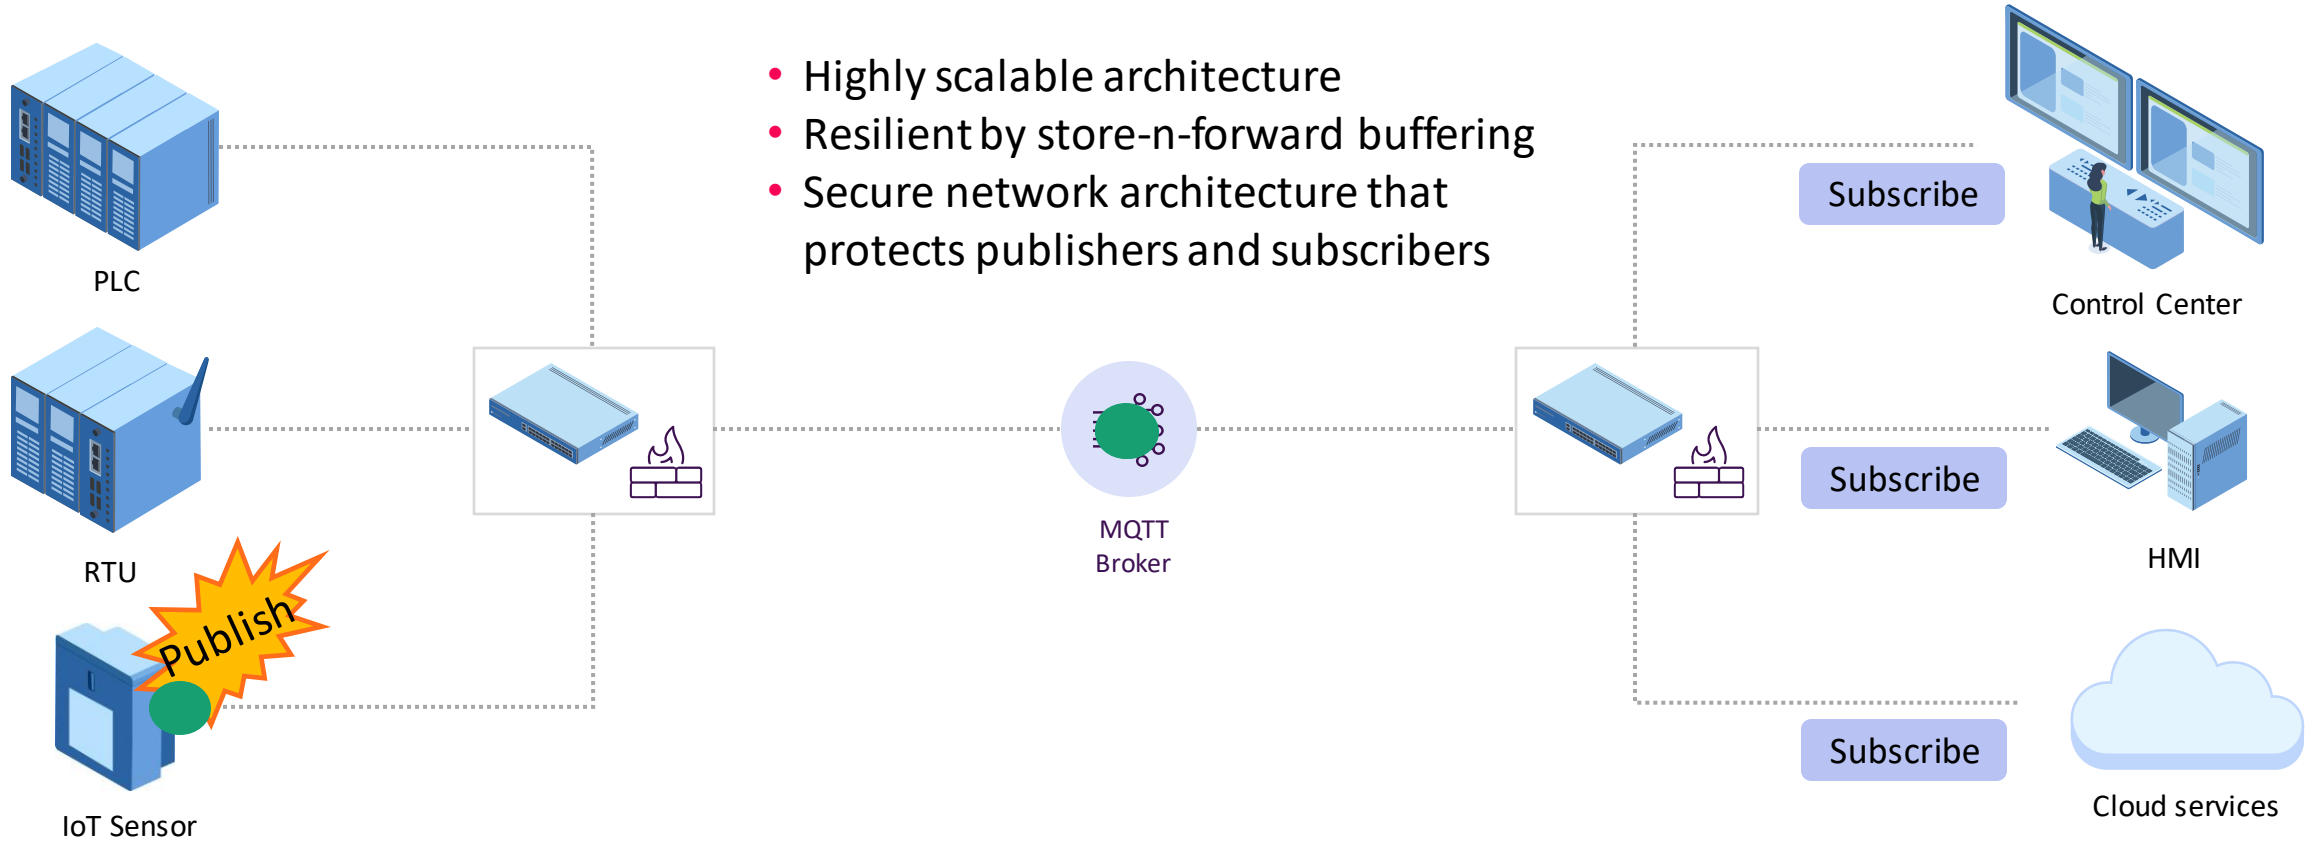 • Highly scalable architecture
• Resilient by store-n-forward buffering
• Secure network architecture that
protects publishers and subscribers
PLC
RTU
Publish
IoT Sensor
MQTT
Broker
Subscribe
Control Center
Subscribe
HMI
Subscribe
Cloud services